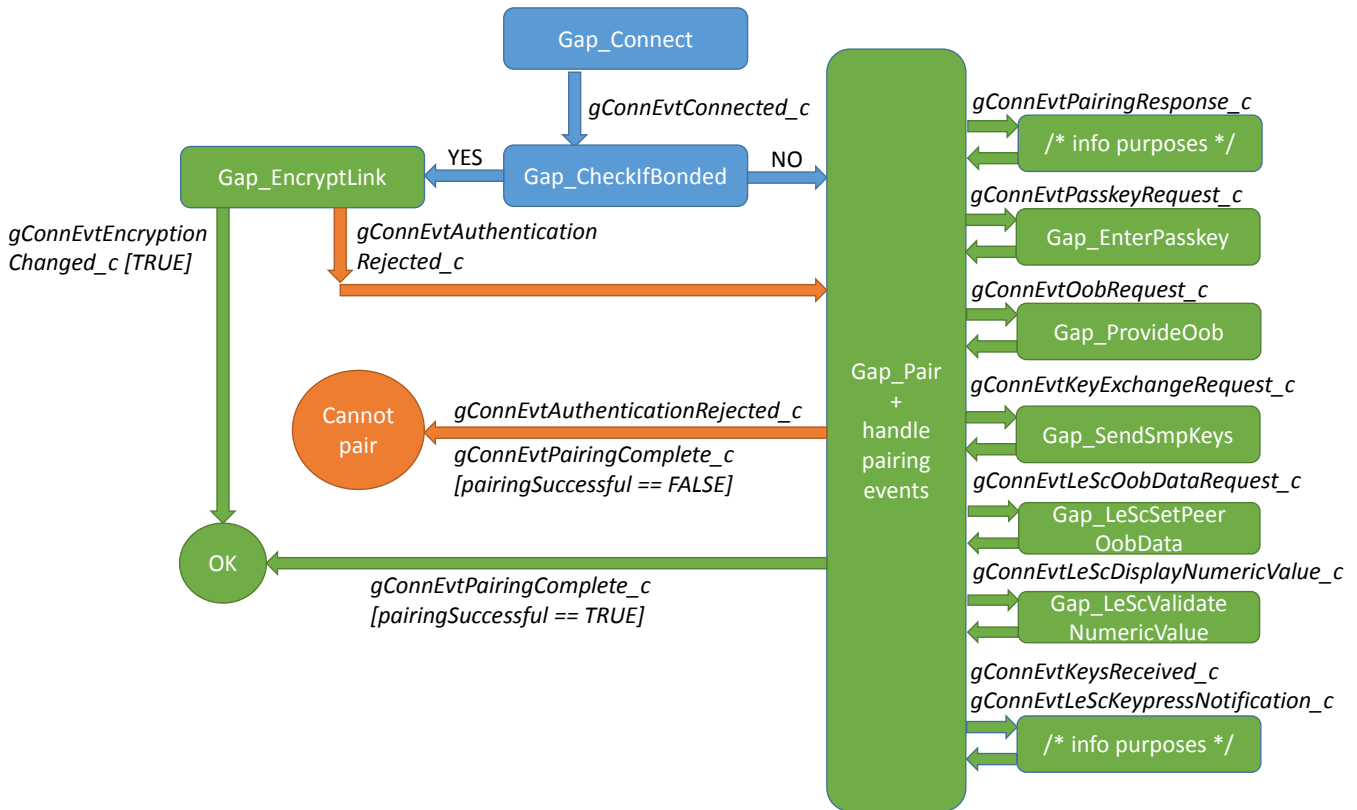 Gap_Connect
gConnEvtConnected_c
Gap_CheckIfBonded
YES
NO
Gap_EncryptLink
gConnEvtEncryption
Changed_c [TRUE]
gConnEvtAuthentication
Rejected_c
Cannot
pair
gConnEvtAuthenticationRejected_c
gConnEvtPairingComplete_c
[pairingSuccessful == FALSE]
OK
gConnEvtPairingComplete_c
[pairingSuccessful == TRUE]
Gap_Pair
+
handle
pairing
events
gConnEvtPairingResponse_c
/* info purposes */
gConnEvtPasskeyRequest_c
Gap_EnterPasskey
gConnEvtOobRequest_c
Gap_ProvideOob
gConnEvtKeyExchangeRequest_c
Gap_SendSmpKeys
gConnEvtLeScOobDataRequest_c
Gap_LeScSetPeer
OobData
gConnEvtLeScDisplayNumericValue_c
Gap_LeScValidate
NumericValue
gConnEvtKeysReceived_c
gConnEvtLeScKeypressNotification_c
/* info purposes */